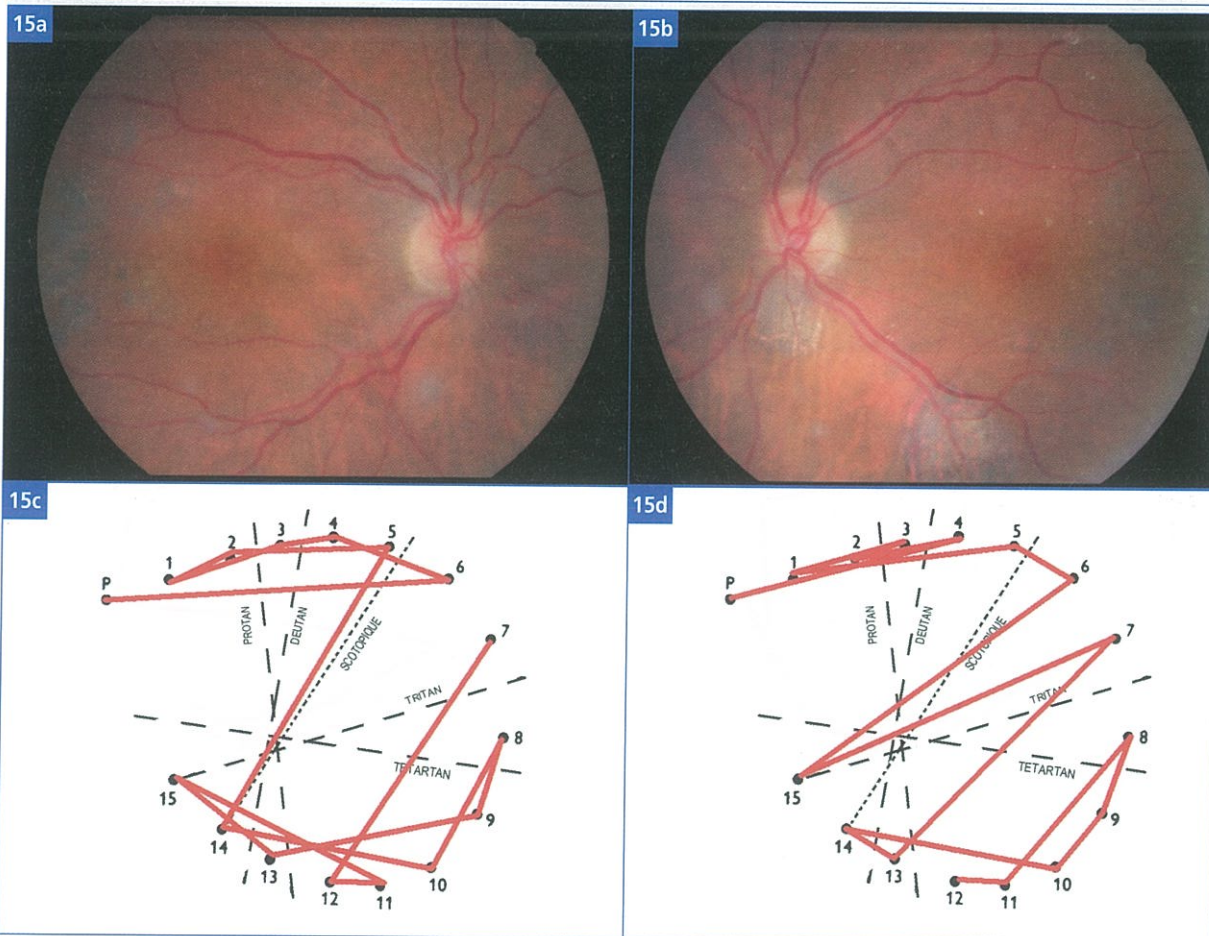 15a
15b
15c
P
1
2
3
4
5
6
7
8
9
10
11
12
13
14
15
PROTAN
DEUTAN
SCOTOPIQUE
TRITAN
TETARTAN
15d
P
1
2
3
4
5
6
7
8
9
10
11
12
13
14
15
PROTAN
DEUTAN
SCOTOPIQUE
TRITAN
TETARTAN